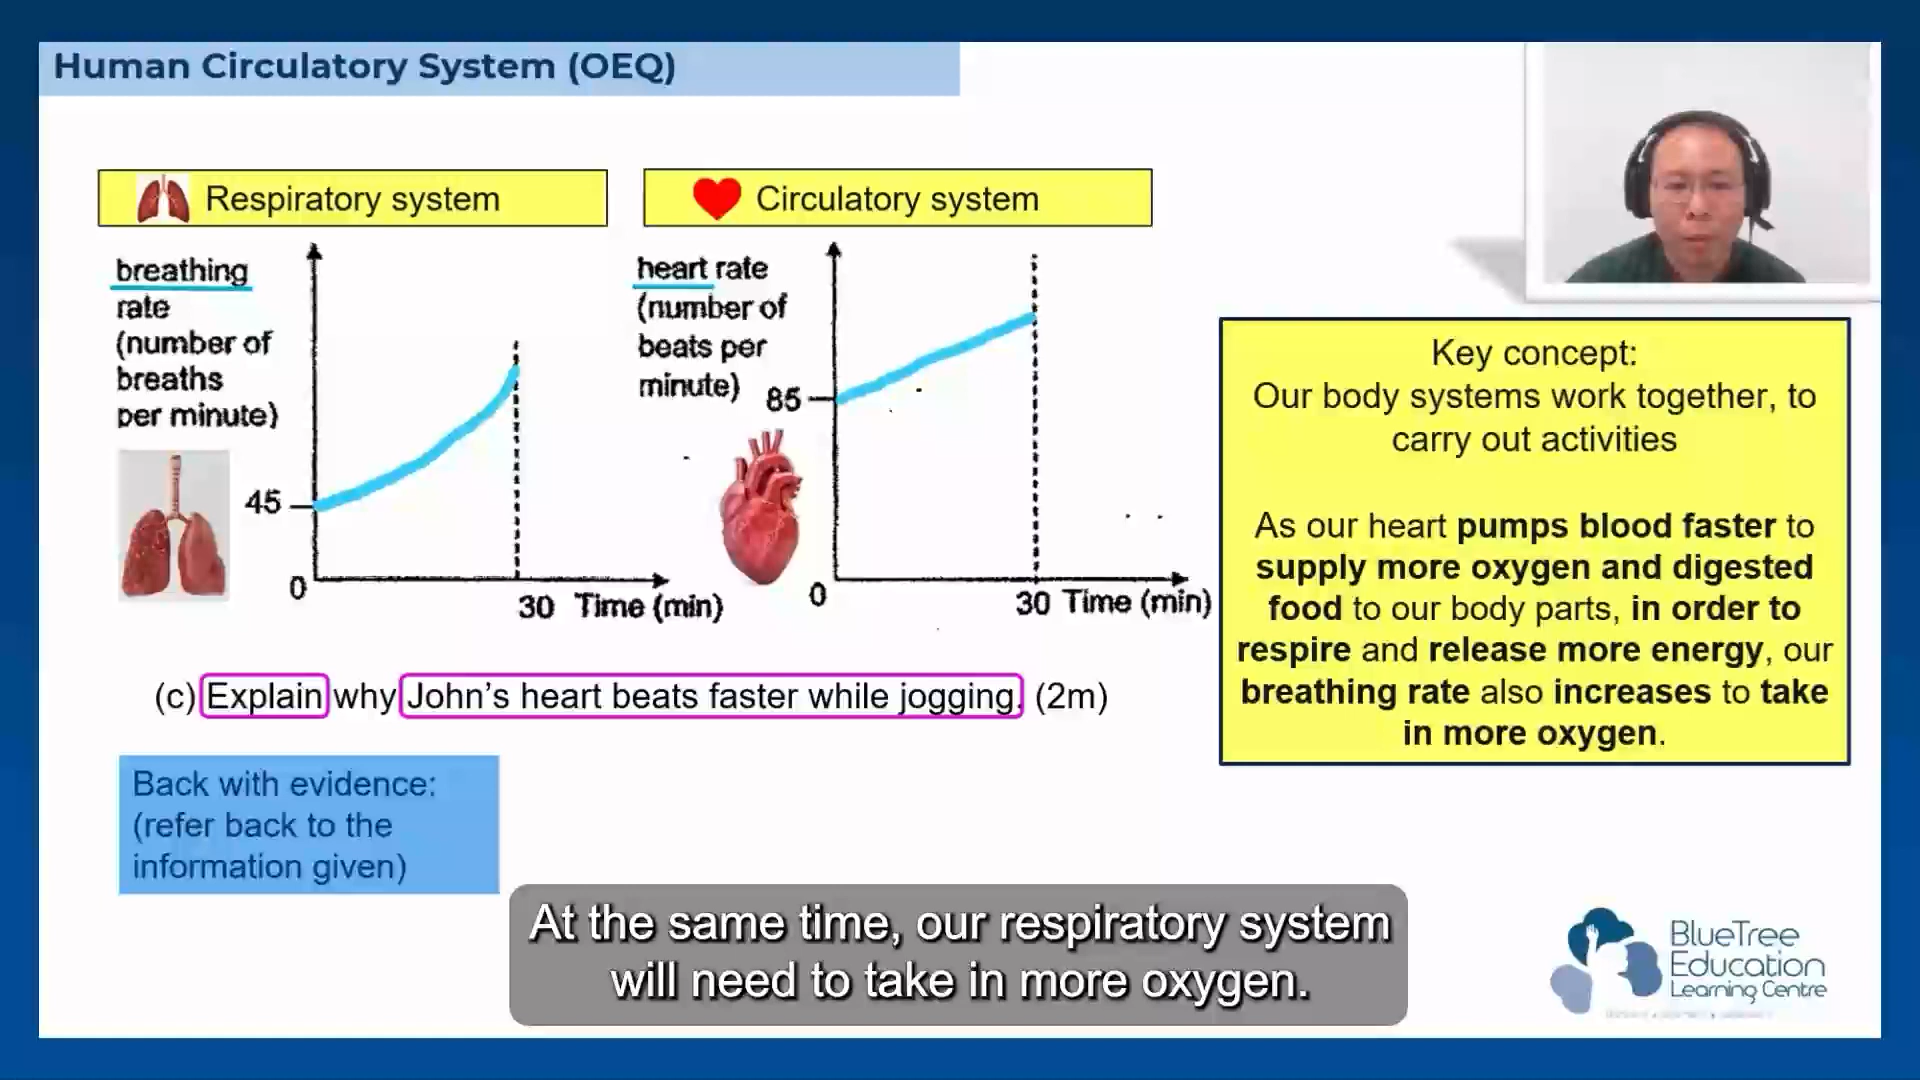 Human Circulatory System (OEQ)
Respiratory system
Circulatory system
breathing
rate
(number of
breaths
per minute)
45
0
30 Time (min)
heart rate
(number of
beats per
minute)
85
0
30 Time (min)
Key concept:
Our body systems work together, to
carry out activities
As our heart pumps blood faster to
supply more oxygen and digested
food to our body parts, in order to
respire and release more energy, our
breathing rate also increases to take
in more oxygen.
(c) Explain why John's heart beats faster while jogging. (2m)
Back with evidence:
(refer back to the
information given)
At the same time, our respiratory system
will need to take in more oxygen.
BlueTree
Education
Learning Centre